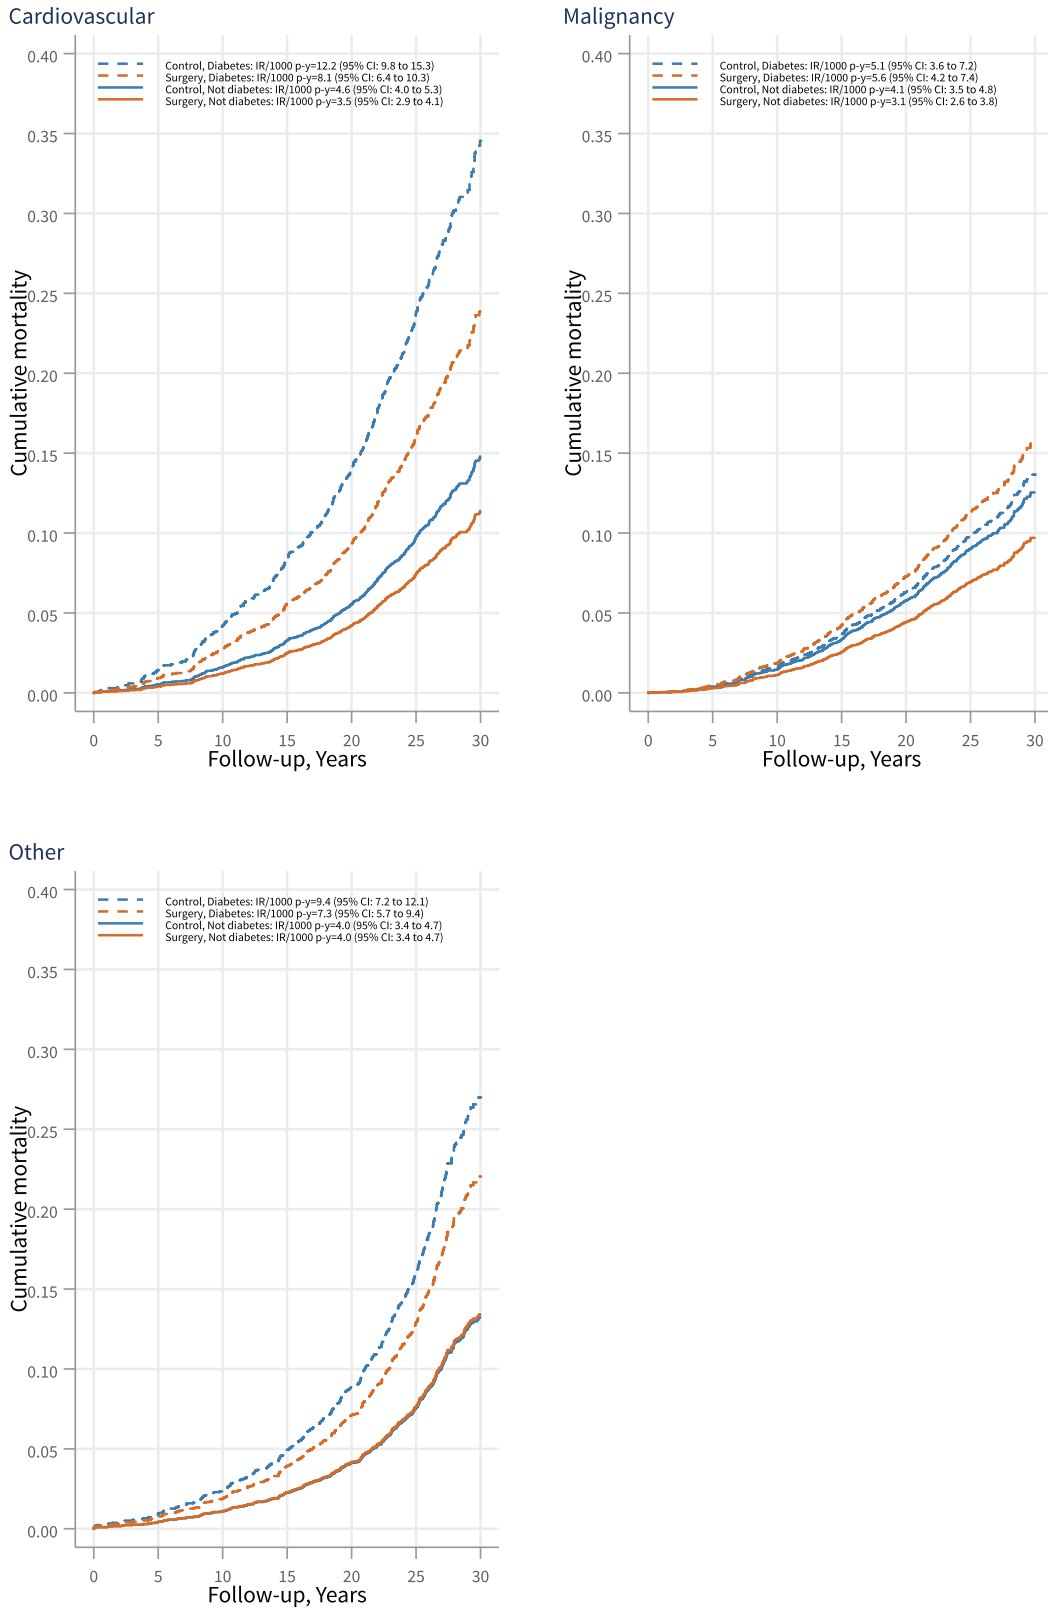 Cardiovascular
0.40
0.35
0.30
0.25
0.20
0.15
0.10
0.05
0.00
Cumulative mortality
Control, Diabetes: IR/1000 p-y=12.2 (95% CI: 9.8 to 15.3)
Surgery, Diabetes: IR/1000 p-y=8.1 (95% CI: 6.4 to 10.3)
Control, Not diabetes: IR/1000 p-y=4.6 (95% CI: 4.0 to 5.3)
Surgery, Not diabetes: IR/1000 p-y=3.5 (95% CI: 2.9 to 4.1)
0 5 10 15 20 25 30
Follow-up, Years
Malignancy
0.40
0.35
0.30
0.25
0.20
0.15
0.10
0.05
0.00
Cumulative mortality
Control, Diabetes: IR/1000 p-y=5.1 (95% CI: 3.6 to 7.2)
Surgery, Diabetes: IR/1000 p-y=5.6 (95% CI: 4.2 to 7.4)
Control, Not diabetes: IR/1000 p-y=4.1 (95% CI: 3.5 to 4.8)
Surgery, Not diabetes: IR/1000 p-y=3.1 (95% CI: 2.6 to 3.8)
0 5 10 15 20 25 30
Follow-up, Years
Other
0.40
0.35
0.30
0.25
0.20
0.15
0.10
0.05
0.00
Cumulative mortality
Control, Diabetes: IR/1000 p-y=9.4 (95% CI: 7.2 to 12.1)
Surgery, Diabetes: IR/1000 p-y=7.3 (95% CI: 5.7 to 9.4)
Control, Not diabetes: IR/1000 p-y=4.0 (95% CI: 3.4 to 4.7)
Surgery, Not diabetes: IR/1000 p-y=4.0 (95% CI: 3.4 to 4.7)
0 5 10 15 20 25 30
Follow-up, Years